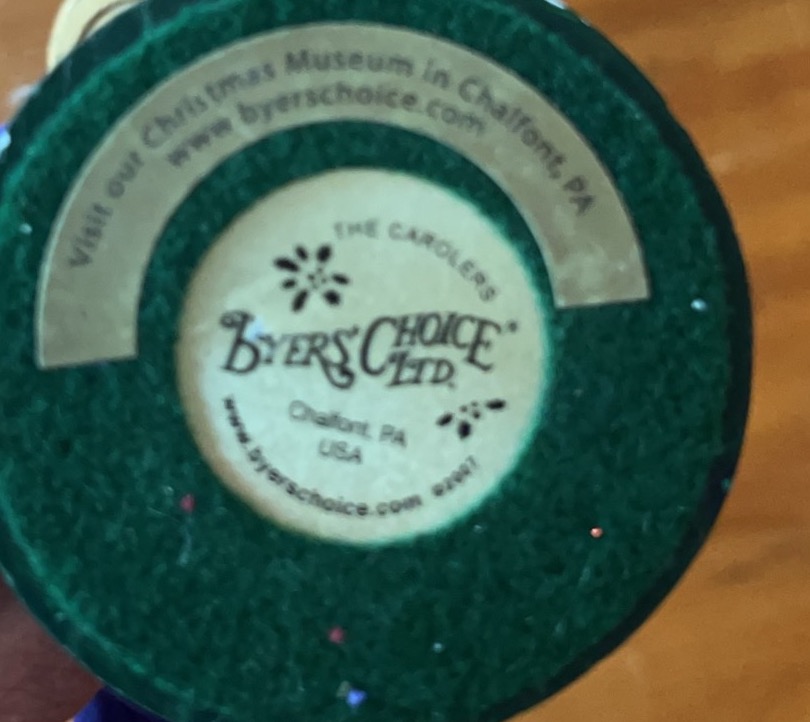 Visit our Christmas Museum in Chalfont, PA
www.byerschoice.com
THE CAROLERS
BYERS' CHOICE®
LTD.
Chalfont, PA
USA
www.byerschoice.com ©2007